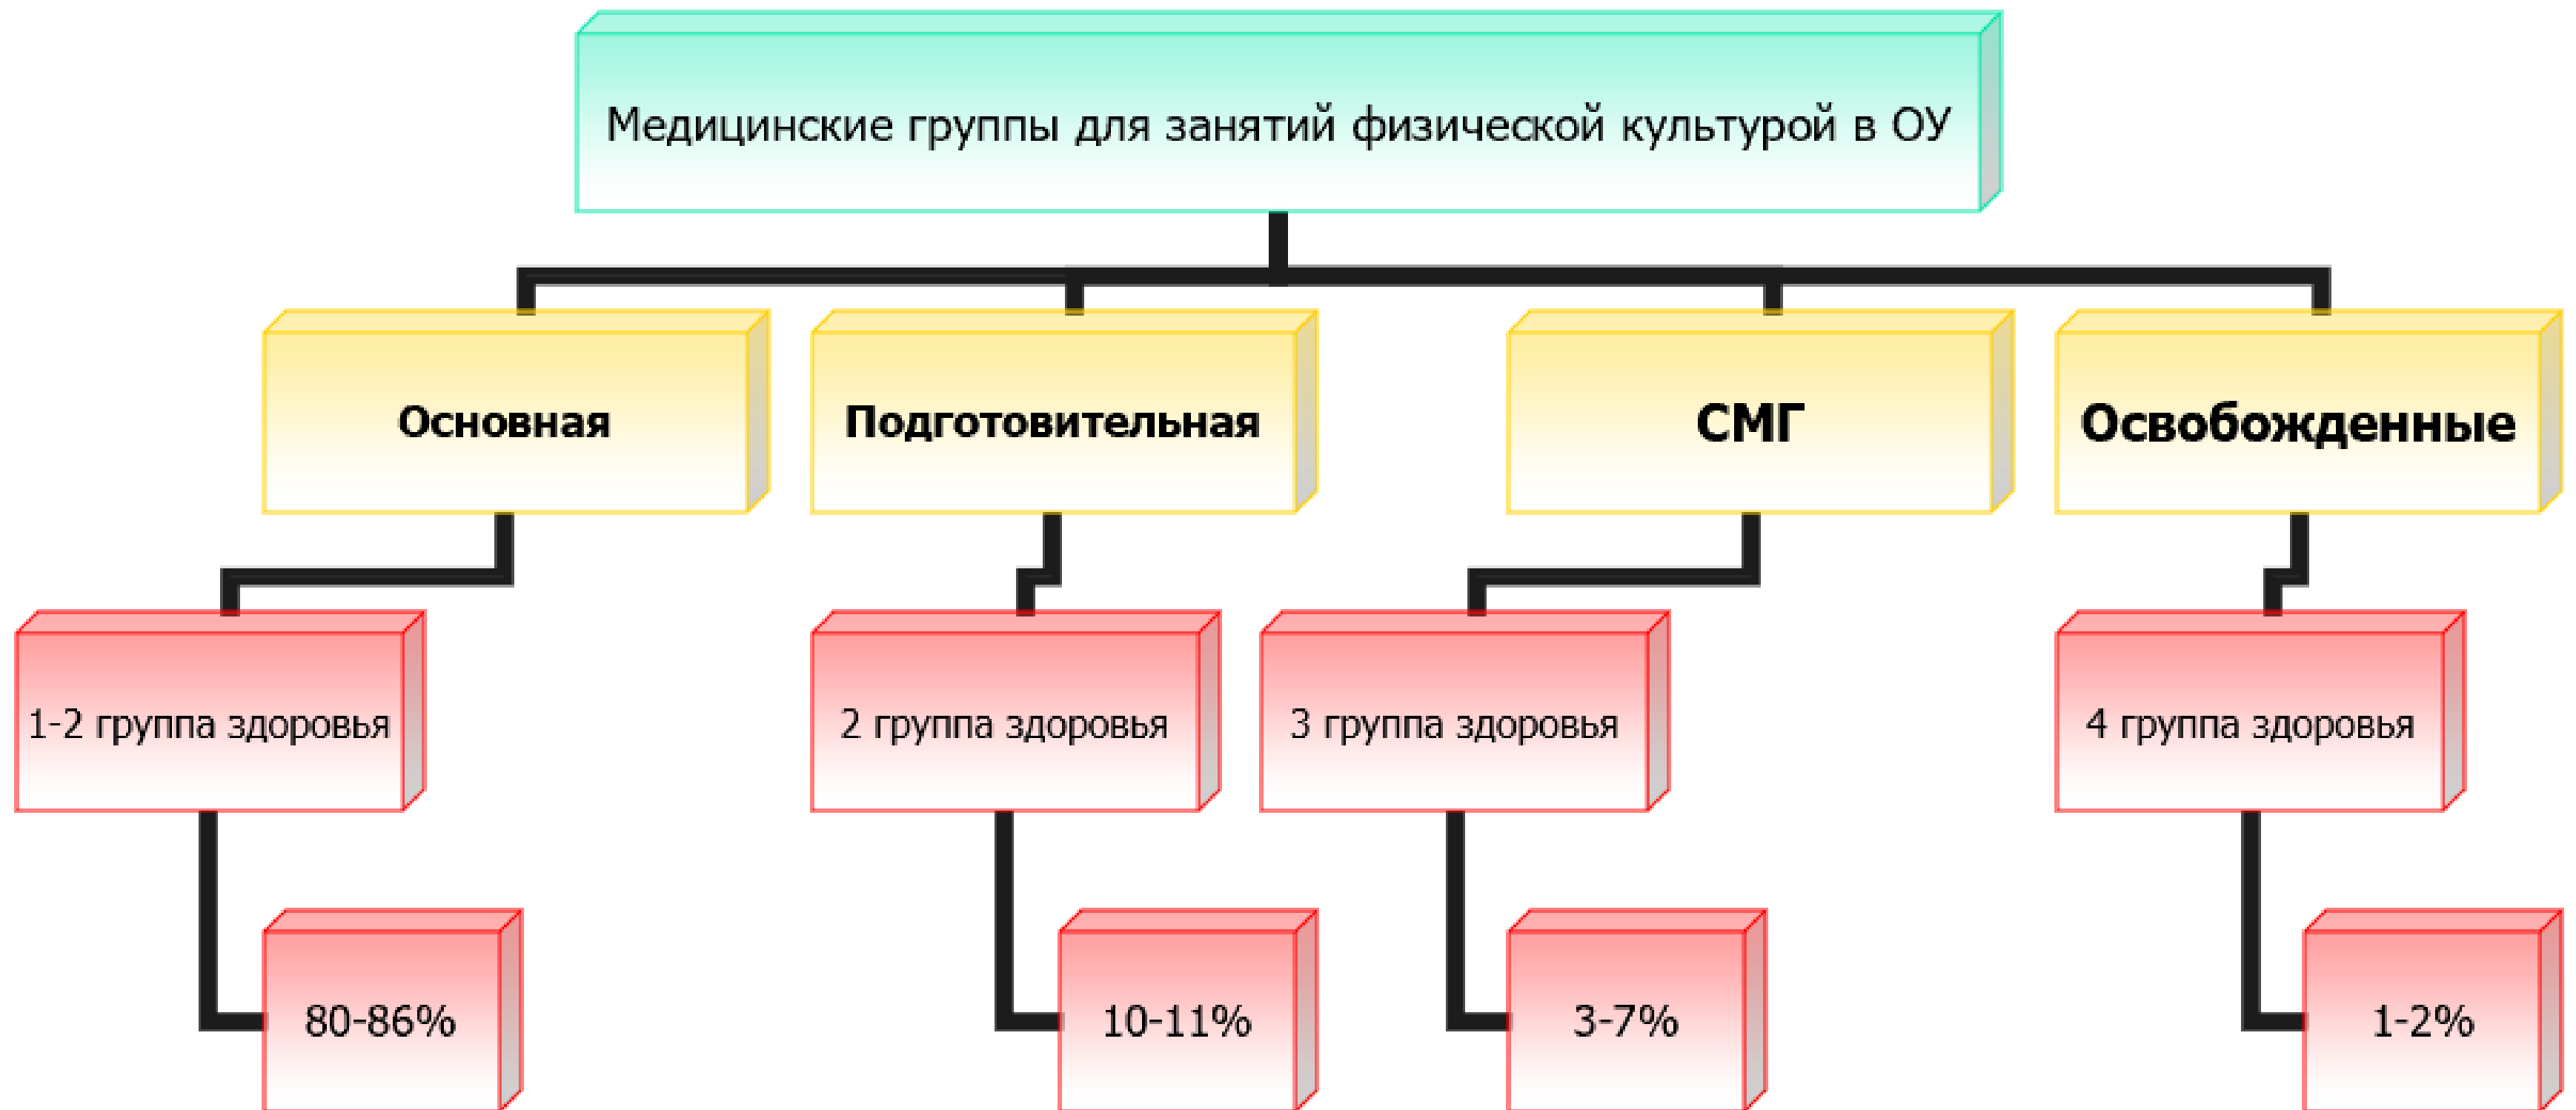 Медицинские группы для занятий физической культурой в ОУ
Основная
Подготовительная
СМГ
Освобожденные
1-2 группа здоровья
2 группа здоровья
3 группа здоровья
4 группа здоровья
80-86%
10-11%
3-7%
1-2%